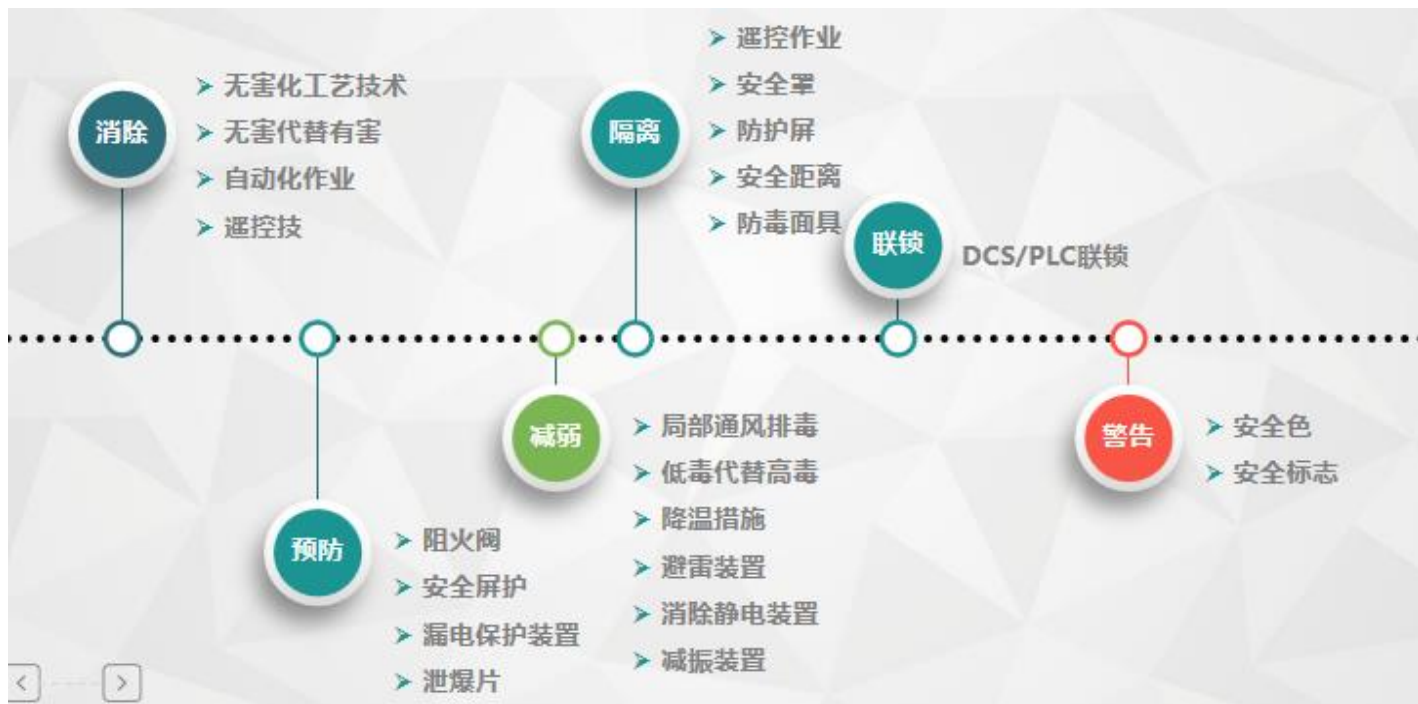 消除
无害化工艺技术
无害代替有害
自动化作业
遥控技
预防
阻火阀
安全屏护
漏电保护装置
泄爆片
减弱
局部通风排毒
低毒代替高毒
降温措施
避雷装置
消除静电装置
减振装置
隔离
遥控作业
安全罩
防护屏
安全距离
防毒面具
联锁
DCS/PLC联锁
警告
安全色
安全标志